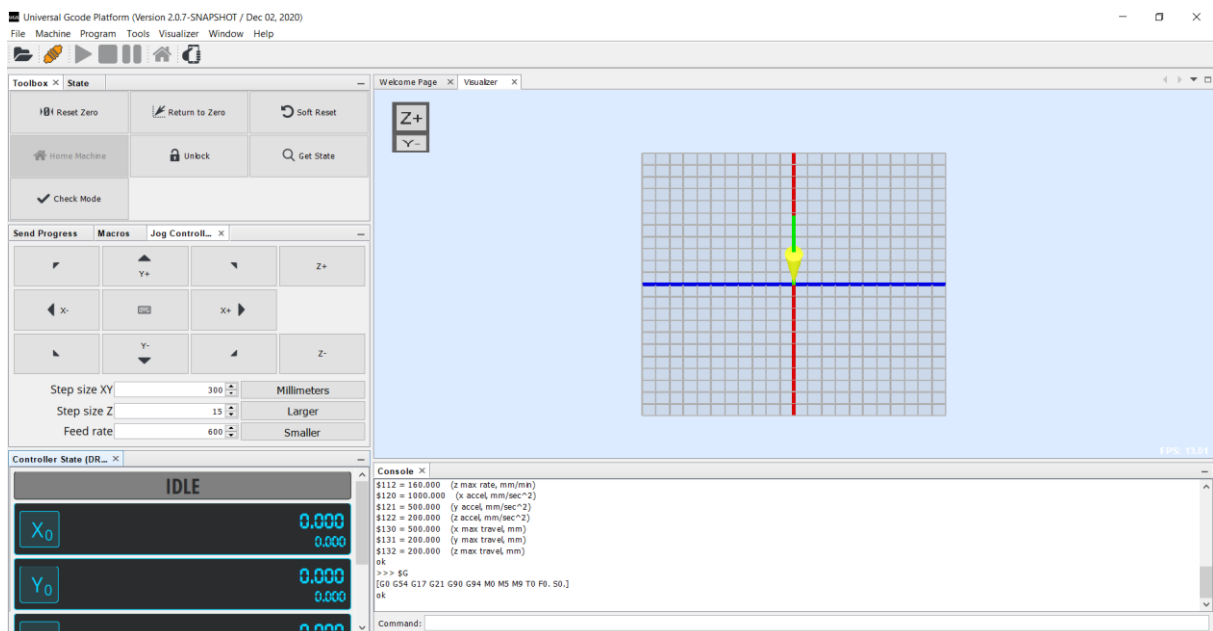 Universal Gcode Platform (Version 2.0.7-SNAPSHOT / Dec 02, 2020)
File Machine Program Tools Visualizer Window Help
Toolbox × State
Reset Zero
Return to Zero
Soft Reset
Home Machine
Unlock
Get State
Check Mode
Send Progress Macros Jog Controll... ×
Y+
Z+
X-
X+
Y-
Z-
Step size XY 300 Millimeters
Step size Z 15 Larger
Feed rate 600 Smaller
Controller State (DR... ×
IDLE
X0 0.000
0.000
Y0 0.000
0.000
0.000
Welcome Page × Visualizer ×
Z+
Y-
FPS: 13.01
Console ×
$112 = 160.000 (z max rate, mm/min)
$120 = 1000.000 (x accel, mm/sec^2)
$121 = 500.000 (y accel, mm/sec^2)
$122 = 200.000 (z accel, mm/sec^2)
$130 = 500.000 (x max travel, mm)
$131 = 200.000 (y max travel, mm)
$132 = 200.000 (z max travel, mm)
ok
>>> $G
[G0 G54 G17 G21 G90 G94 M0 M5 M9 T0 F0. S0.]
ok
Command: